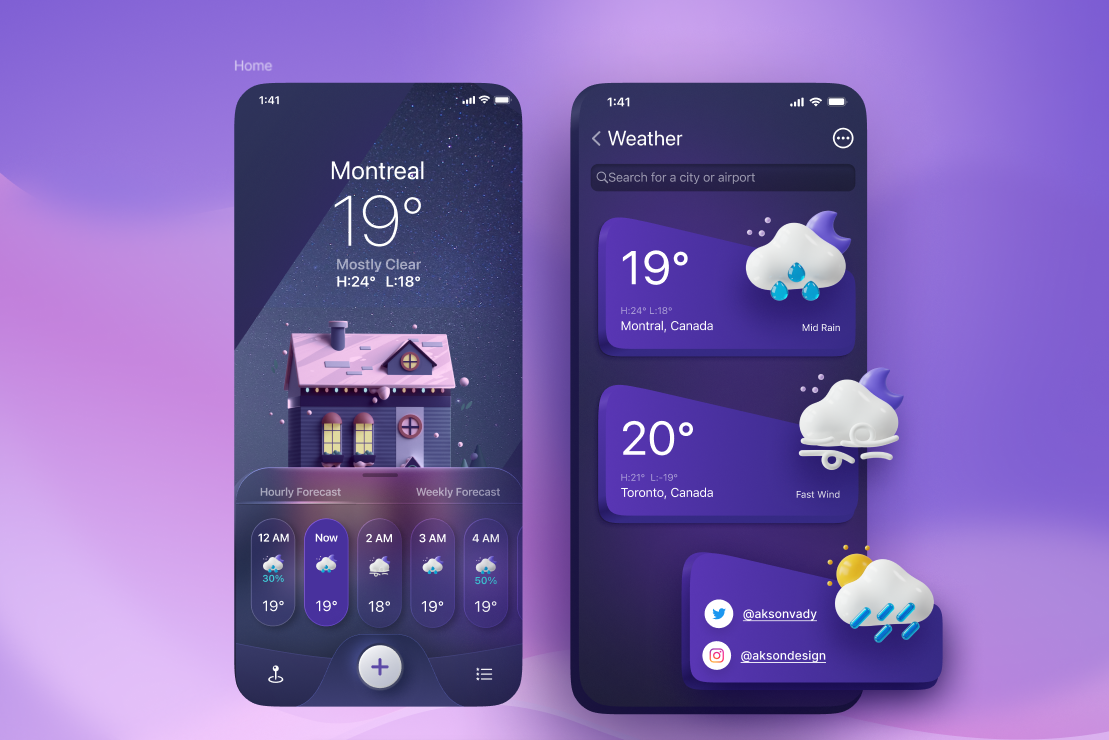 Home
1:41
Montreal
19°
Mostly Clear
H:24° L:18°
Hourly Forecast Weekly Forecast
12 AM Now 2 AM 3 AM 4 AM
30% 50%
19° 19° 18° 19° 19°
1:41
Weather
Search for a city or airport
19°
H:24° L:18°
Montral, Canada
Mid Rain
20°
H:21° L:-19°
Toronto, Canada
Fast Wind
@aksonvady
@aksondesign